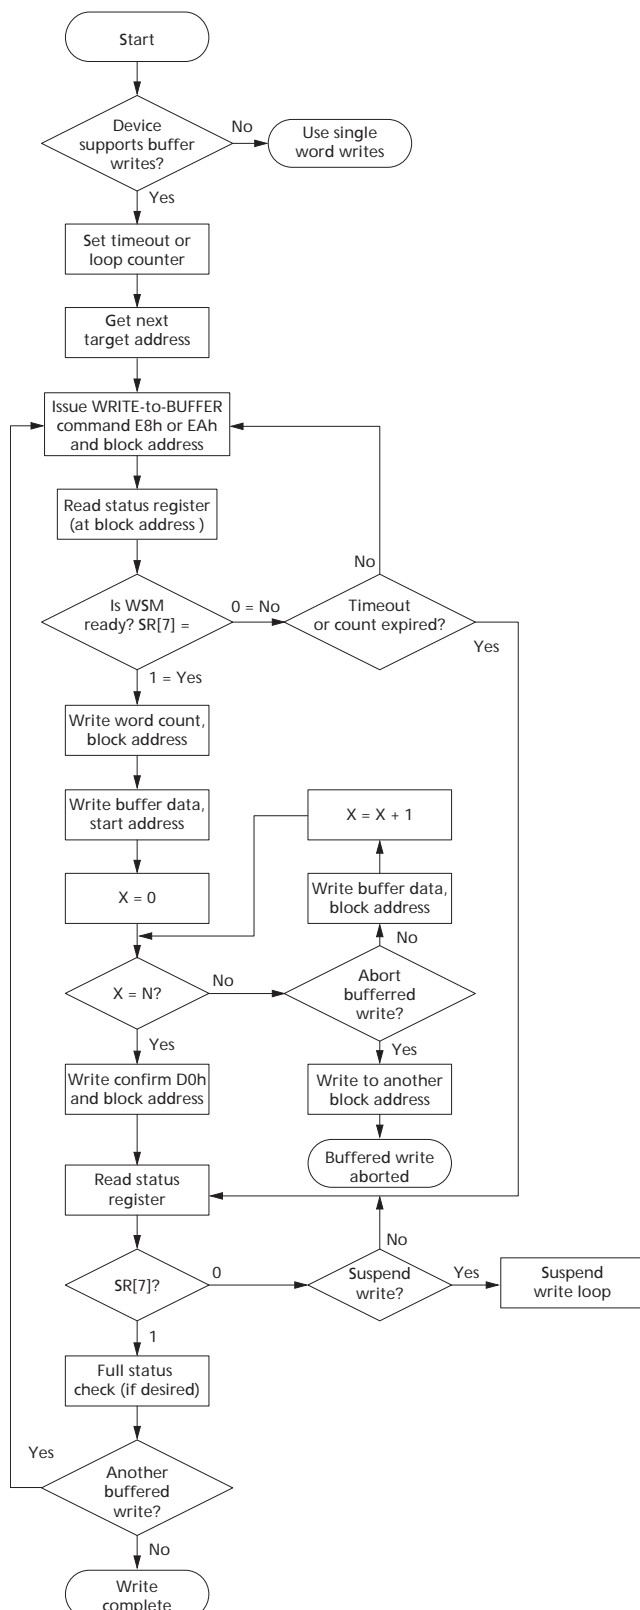 Start
Device
supports buffer
writes?
No
Use single
word writes
Yes
Set timeout or
loop counter
Get next
target address
Issue WRITE-to-BUFFER
command E8h or EAh
and block address
Read status register
(at block address )
No
Is WSM
ready? SR[7] =
0 = No
Timeout
or count expired?
Yes
1 = Yes
Write word count,
block address
Write buffer data,
start address
X = X + 1
X = 0
Write buffer data,
block address
No
X = N?
No
Abort
bufferred
write?
Yes
Yes
Write confirm D0h
and block address
Write to another
block address
Buffered write
aborted
Read status
register
No
SR[7]?
0
Suspend
write?
Yes
Suspend
write loop
1
Full status
check (if desired)
Yes
Another
buffered
write?
No
Write
complete